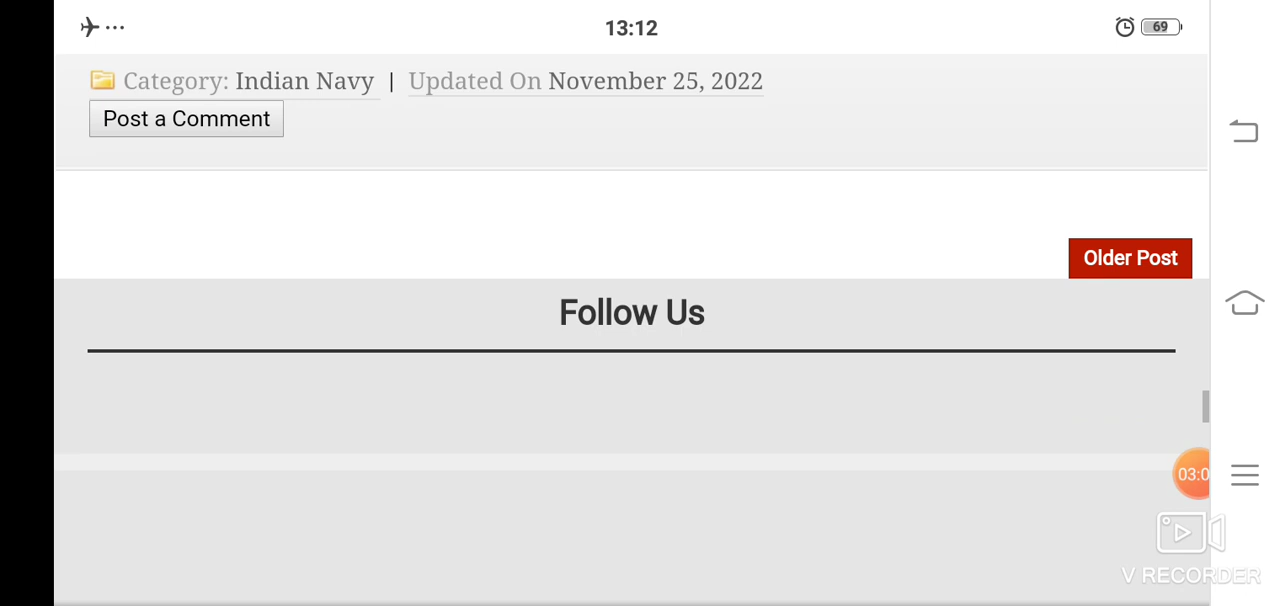 13:12
69
Category: Indian Navy | Updated On November 25, 2022
Post a Comment
Older Post
Follow Us
03:0
V RECORDER